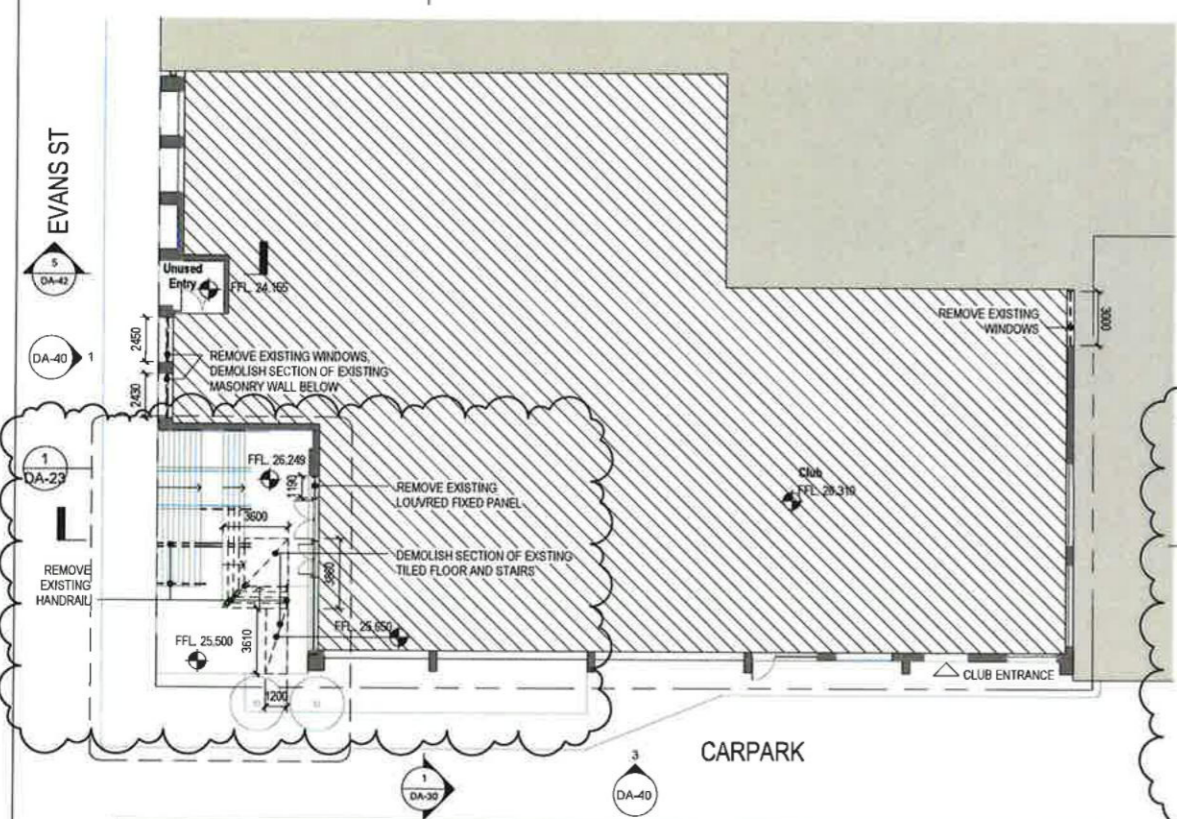 EVANS ST
5
DA-42
Unused
Entry
FFL. 24.155
2450
DA-40
1
REMOVE EXISTING WINDOWS,
DEMOLISH SECTION OF EXISTING
MASONRY WALL BELOW
2430
REMOVE EXISTING
WINDOWS
3000
1
DA-23
FFL. 26.249
1190
REMOVE EXISTING
LOUVRED FIXED PANEL
Club
FFL. 26.310
3600
DEMOLISH SECTION OF EXSTING
TILED FLOOR AND STAIRS
3860
REMOVE
EXISTING
HANDRAIL
FFL. 25.500
3610
FFL. 25.650
1200
CLUB ENTRANCE
CARPARK
1
DA-30
3
DA-40